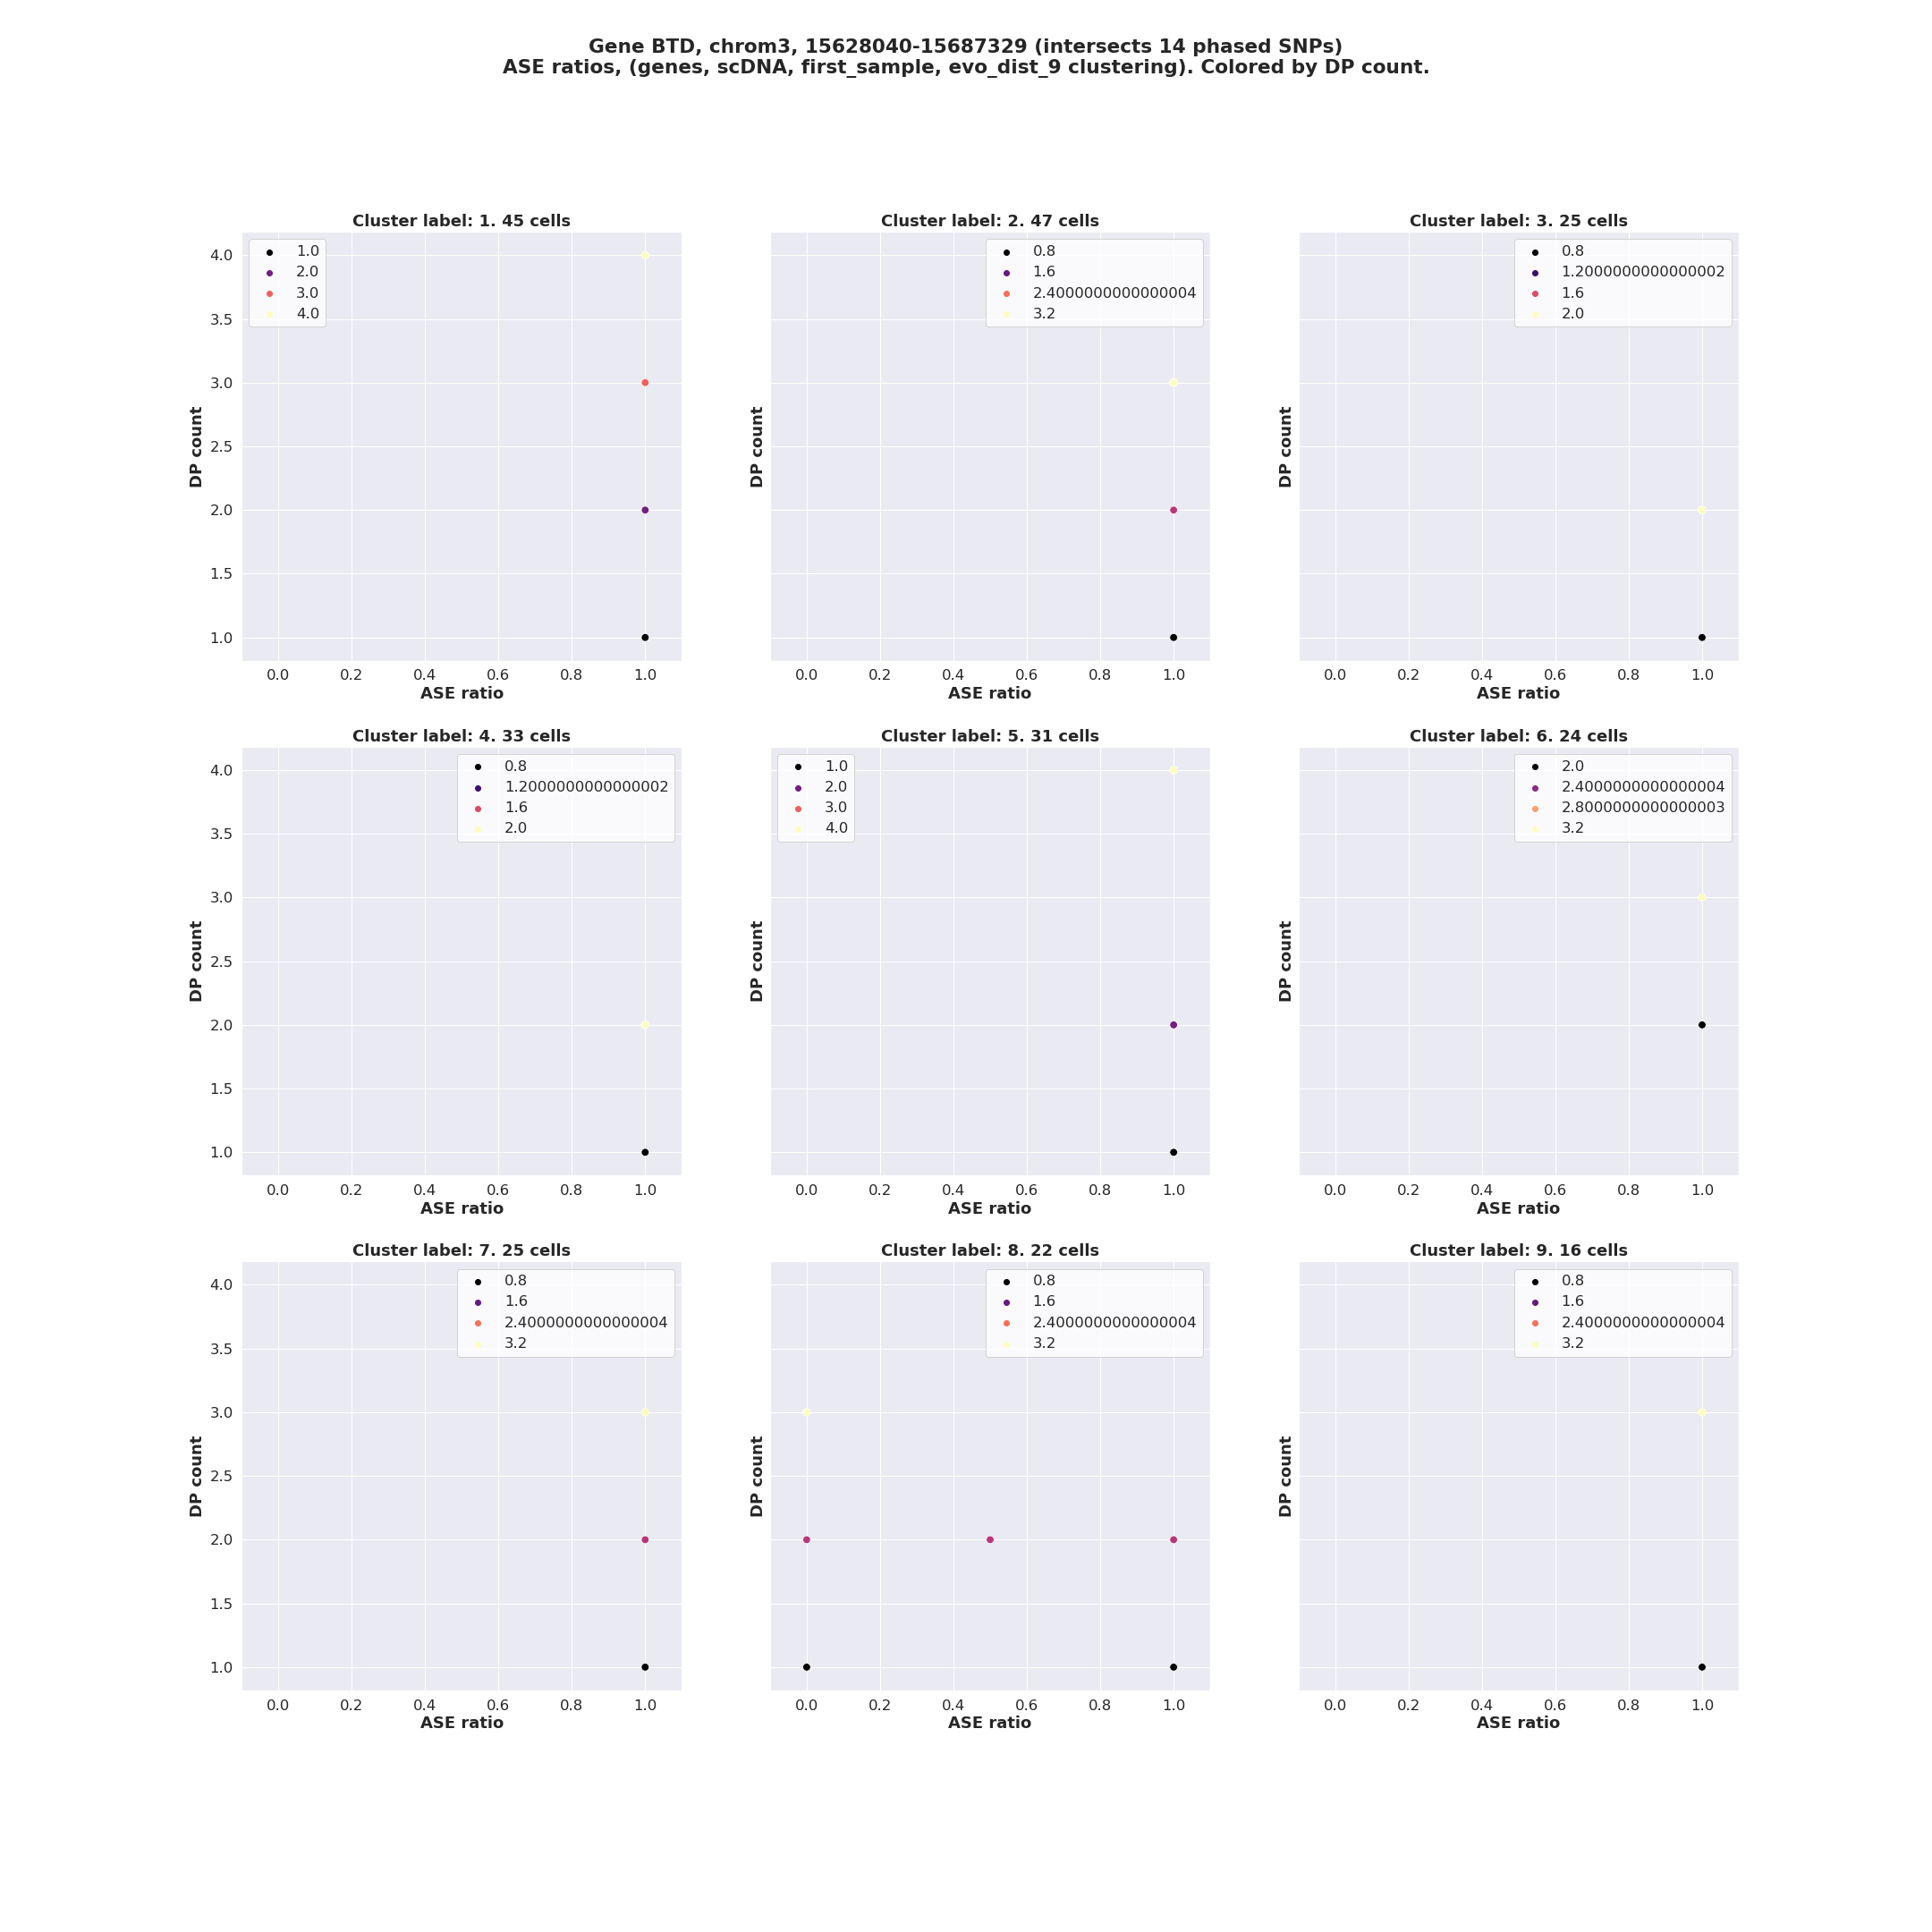 Gene BTD, chrom3, 15628040-15687329 (intersects 14 phased SNPs)
ASE ratios, (genes, scDNA, first_sample, evo_dist_9 clustering). Colored by DP count.
Cluster label: 1. 45 cells
1.0
2.0
3.0
4.0
4.0
3.5
3.0
2.5
2.0
1.5
1.0
DP count
0.0 0.2 0.4 0.6 0.8 1.0
ASE ratio
Cluster label: 2. 47 cells
0.8
1.6
2.4000000000000004
3.2
DP count
0.0 0.2 0.4 0.6 0.8 1.0
ASE ratio
Cluster label: 3. 25 cells
0.8
1.2000000000000002
1.6
2.0
DP count
0.0 0.2 0.4 0.6 0.8 1.0
ASE ratio
Cluster label: 4. 33 cells
0.8
1.2000000000000002
1.6
2.0
4.0
3.5
3.0
2.5
2.0
1.5
1.0
DP count
0.0 0.2 0.4 0.6 0.8 1.0
ASE ratio
Cluster label: 5. 31 cells
1.0
2.0
3.0
4.0
DP count
0.0 0.2 0.4 0.6 0.8 1.0
ASE ratio
Cluster label: 6. 24 cells
2.0
2.4000000000000004
2.8000000000000003
3.2
DP count
0.0 0.2 0.4 0.6 0.8 1.0
ASE ratio
Cluster label: 7. 25 cells
0.8
1.6
2.4000000000000004
3.2
4.0
3.5
3.0
2.5
2.0
1.5
1.0
DP count
0.0 0.2 0.4 0.6 0.8 1.0
ASE ratio
Cluster label: 8. 22 cells
0.8
1.6
2.4000000000000004
3.2
DP count
0.0 0.2 0.4 0.6 0.8 1.0
ASE ratio
Cluster label: 9. 16 cells
0.8
1.6
2.4000000000000004
3.2
DP count
0.0 0.2 0.4 0.6 0.8 1.0
ASE ratio